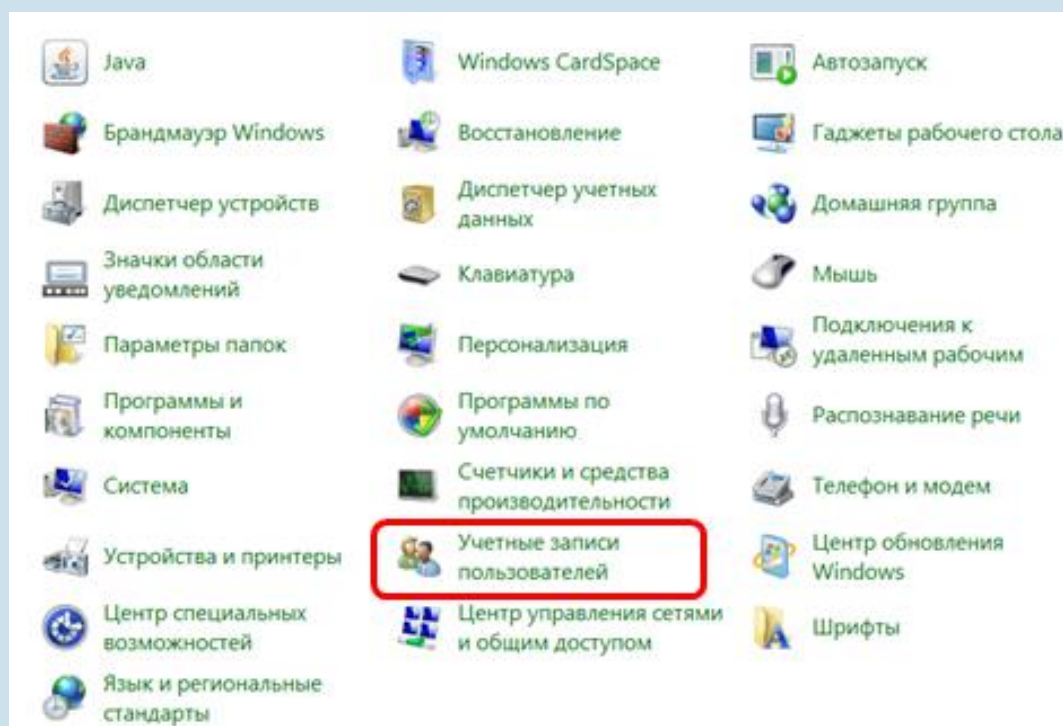 Java
Windows CardSpace
Автозапуск
Брандмауэр Windows
Восстановление
Гаджеты рабочего стола
Диспетчер устройств
Диспетчер учетных
данных
Домашняя группа
Значки области
уведомлений
Клавиатура
Мышь
Параметры папок
Персонализация
Подключения к
удаленным рабочим
Программы и
компоненты
Программы по
умолчанию
Распознавание речи
Система
Счетчики и средства
производительности
Телефон и модем
Устройства и принтеры
Учетные записи
пользователей
Центр обновления
Windows
Центр специальных
возможностей
Центр управления сетями
и общим доступом
Шрифты
Язык и региональные
стандарты